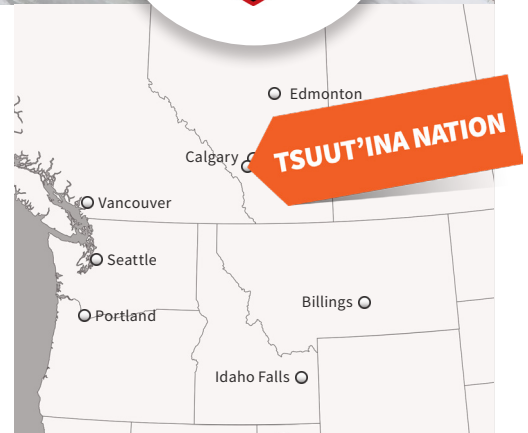 Edmonton
Calgary
TSUUT’INA NATION
Vancouver
Seattle
Billings
Portland
Idaho Falls